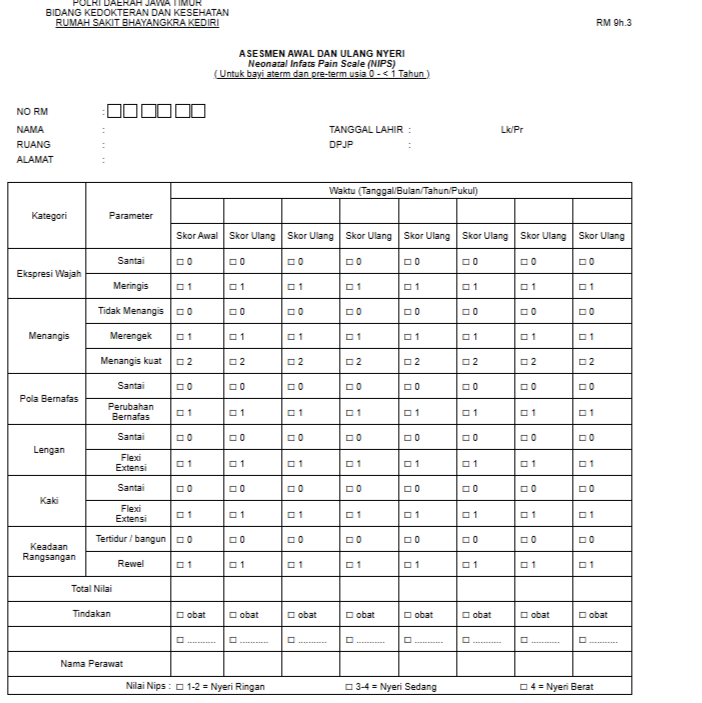 POLRI DAERAH JAWA TIMUR
BIDANG KEDOKTERAN DAN KESEHATAN
RUMAH SAKIT BHAYANGKRA KEDIRI
RM 9h.3
ASESMEN AWAL DAN ULANG NYERI
Neonatal Infats Pain Scale (NIPS)
( Untuk bayi aterm dan pre-term usia 0 - < 1 Tahun )
NO RM :
NAMA : TANGGAL LAHIR : Lk/Pr
RUANG : DPJP :
ALAMAT :
Kategori Parameter Waktu (Tanggal/Bulan/Tahun/Pukul)
Skor Awal Skor Ulang Skor Ulang Skor Ulang Skor Ulang Skor Ulang Skor Ulang Skor Ulang
Ekspresi Wajah Santai □ 0 □ 0 □ 0 □ 0 □ 0 □ 0 □ 0 □ 0
Meringis □ 1 □ 1 □ 1 □ 1 □ 1 □ 1 □ 1 □ 1
Menangis Tidak Menangis □ 0 □ 0 □ 0 □ 0 □ 0 □ 0 □ 0 □ 0
Merengek □ 1 □ 1 □ 1 □ 1 □ 1 □ 1 □ 1 □ 1
Menangis kuat □ 2 □ 2 □ 2 □ 2 □ 2 □ 2 □ 2 □ 2
Pola Bernafas Santai □ 0 □ 0 □ 0 □ 0 □ 0 □ 0 □ 0 □ 0
Perubahan
Bernafas □ 1 □ 1 □ 1 □ 1 □ 1 □ 1 □ 1 □ 1
Lengan Santai □ 0 □ 0 □ 0 □ 0 □ 0 □ 0 □ 0 □ 0
Flexi
Extensi □ 1 □ 1 □ 1 □ 1 □ 1 □ 1 □ 1 □ 1
Kaki Santai □ 0 □ 0 □ 0 □ 0 □ 0 □ 0 □ 0 □ 0
Flexi
Extensi □ 1 □ 1 □ 1 □ 1 □ 1 □ 1 □ 1 □ 1
Keadaan
Rangsangan Tertidur / bangun □ 0 □ 0 □ 0 □ 0 □ 0 □ 0 □ 0 □ 0
Rewel □ 1 □ 1 □ 1 □ 1 □ 1 □ 1 □ 1 □ 1
Total Nilai
Tindakan □ obat □ obat □ obat □ obat □ obat □ obat □ obat □ obat
□ ........... □ ........... □ ........... □ ........... □ ........... □ ........... □ ........... □ ...........
Nama Perawat
Nilai Nips : □ 1-2 = Nyeri Ringan □ 3-4 = Nyeri Sedang □ 4 = Nyeri Berat